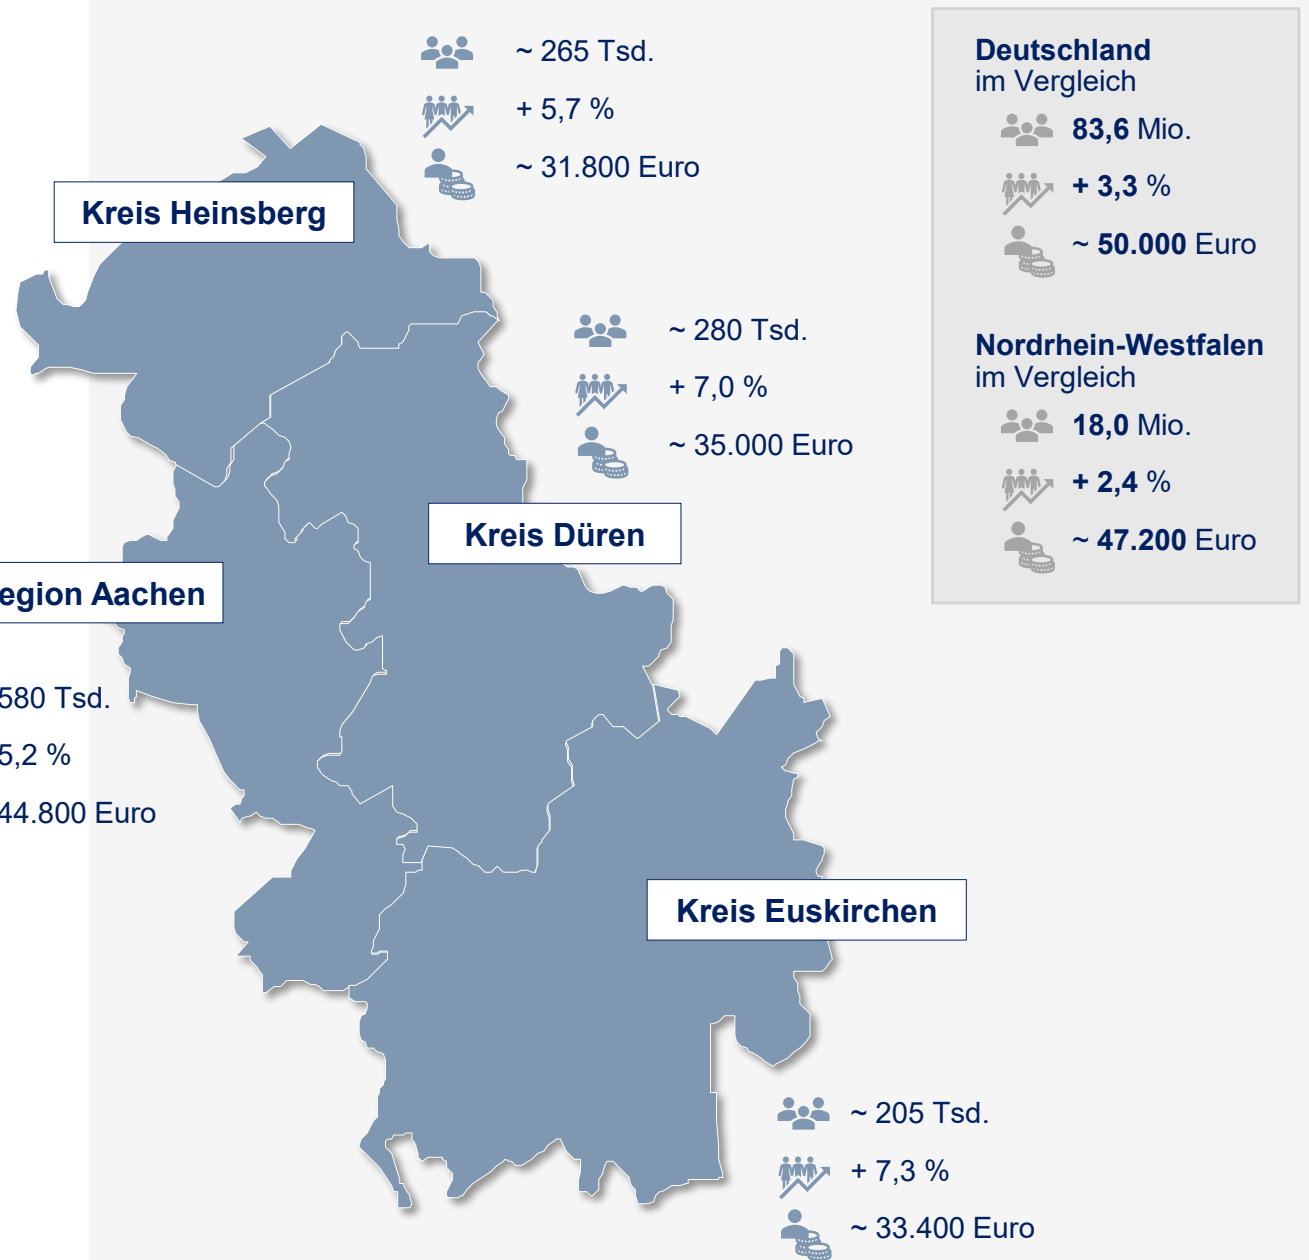 ~ 265 Tsd.
+ 5,7 %
~ 31.800 Euro
Kreis Heinsberg
~ 280 Tsd.
+ 7,0 %
~ 35.000 Euro
Kreis Düren
egion Aachen
580 Tsd.
5,2 %
44.800 Euro
Kreis Euskirchen
~ 205 Tsd.
+ 7,3 %
~ 33.400 Euro
Deutschland
im Vergleich
83,6 Mio.
+ 3,3 %
~ 50.000 Euro
Nordrhein-Westfalen
im Vergleich
18,0 Mio.
+ 2,4 %
~ 47.200 Euro